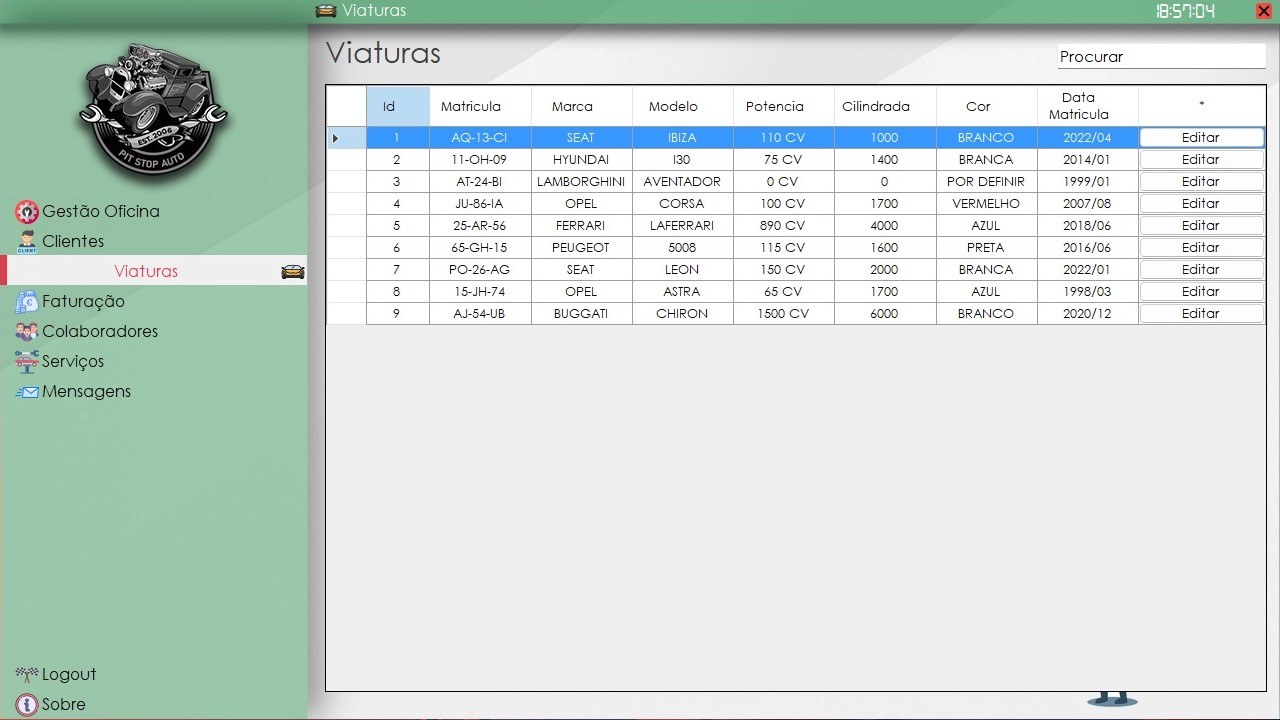 Viaturas
18:57:04
EST. 2006
PIT STOP AUTO
Gestão Oficina
CLIENT
Clientes
Viaturas
Faturação
Colaboradores
Serviços
Mensagens
Logout
Sobre
Viaturas
Procurar
Id Matricula Marca Modelo Potencia Cilindrada Cor Data Matricula *
1 AQ-13-CI SEAT IBIZA 110 CV 1000 BRANCO 2022/04 Editar
2 11-OH-09 HYUNDAI I30 75 CV 1400 BRANCA 2014/01 Editar
3 AT-24-BI LAMBORGHINI AVENTADOR 0 CV 0 POR DEFINIR 1999/01 Editar
4 JU-86-IA OPEL CORSA 100 CV 1700 VERMELHO 2007/08 Editar
5 25-AR-56 FERRARI LAFERRARI 890 CV 4000 AZUL 2018/06 Editar
6 65-GH-15 PEUGEOT 5008 115 CV 1600 PRETA 2016/06 Editar
7 PO-26-AG SEAT LEON 150 CV 2000 BRANCA 2022/01 Editar
8 15-JH-74 OPEL ASTRA 65 CV 1700 AZUL 1998/03 Editar
9 AJ-54-UB BUGGATI CHIRON 1500 CV 6000 BRANCO 2020/12 Editar